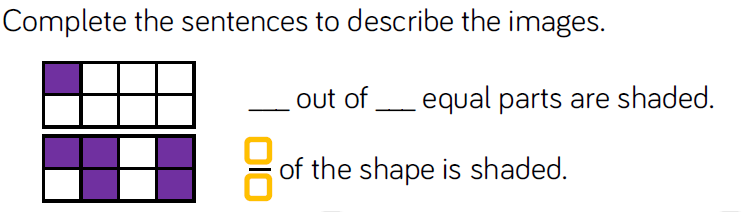 Complete the sentences to describe the images.
___ out of ___ equal parts are shaded.
of the shape is shaded.